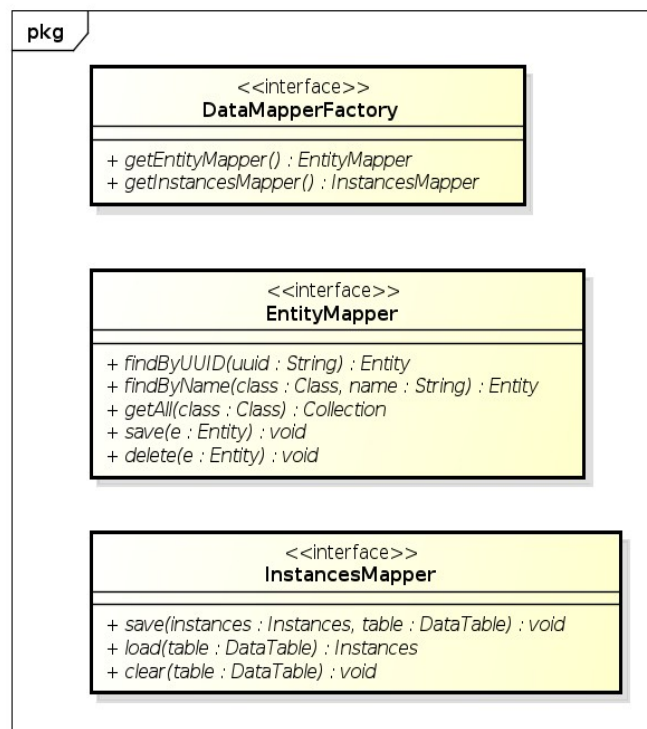 pkg
<<interface>>
DataMapperFactory
+ getEntityMapper() : EntityMapper
+ getInstancesMapper() : InstancesMapper
<<interface>>
EntityMapper
+ findByUUID(uuid : String) : Entity
+ findByName(class : Class, name : String) : Entity
+ getAll(class : Class) : Collection
+ save(e : Entity) : void
+ delete(e : Entity) : void
<<interface>>
InstancesMapper
+ save(instances : Instances, table : DataTable) : void
+ load(table : DataTable) : Instances
+ clear(table : DataTable) : void